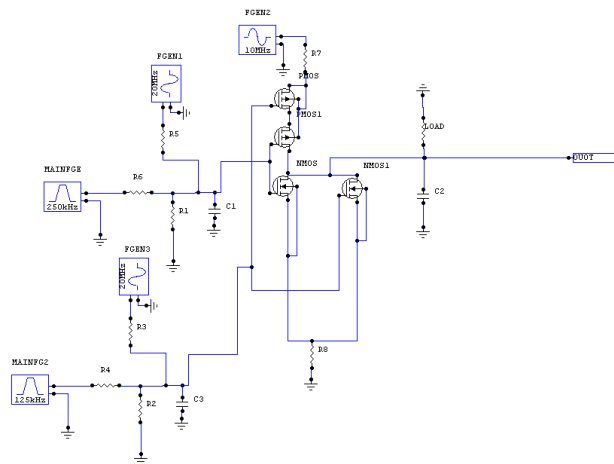 FGEN2
10MHz
R7
PMOS
FGEN1
20MHz
PMOS1
LOAD
R5
OUOT
NMOS
NMOS1
MAINFGE
R6
250kHz
R1
C1
C2
FGEN3
20MHz
R3
R8
MAINFG2
R4
125kHz
R2
C3